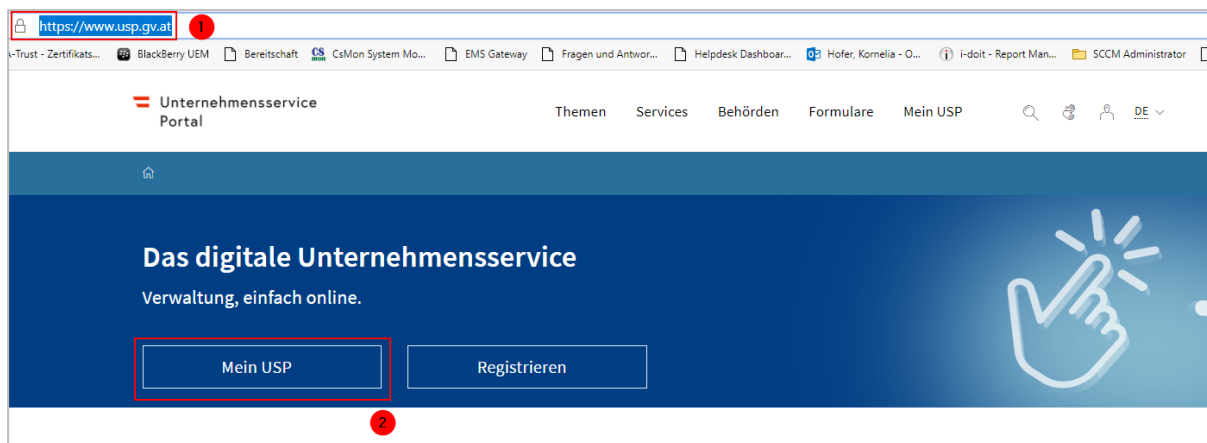 https://www.usp.gv.at 1
A-Trust - Zertifikats... BlackBerry UEM Bereitschaft CS mon CsMon System Mo... EMS Gateway Fragen und Antwor... Helpdesk Dashboar... Hofer, Kornelia - O... i-doit - Report Man... SCCM Administrator
Unternehmensservice
Portal
Themen Services Behörden Formulare Mein USP DE
Das digitale Unternehmensservice
Verwaltung, einfach online.
Mein USP Registrieren
2